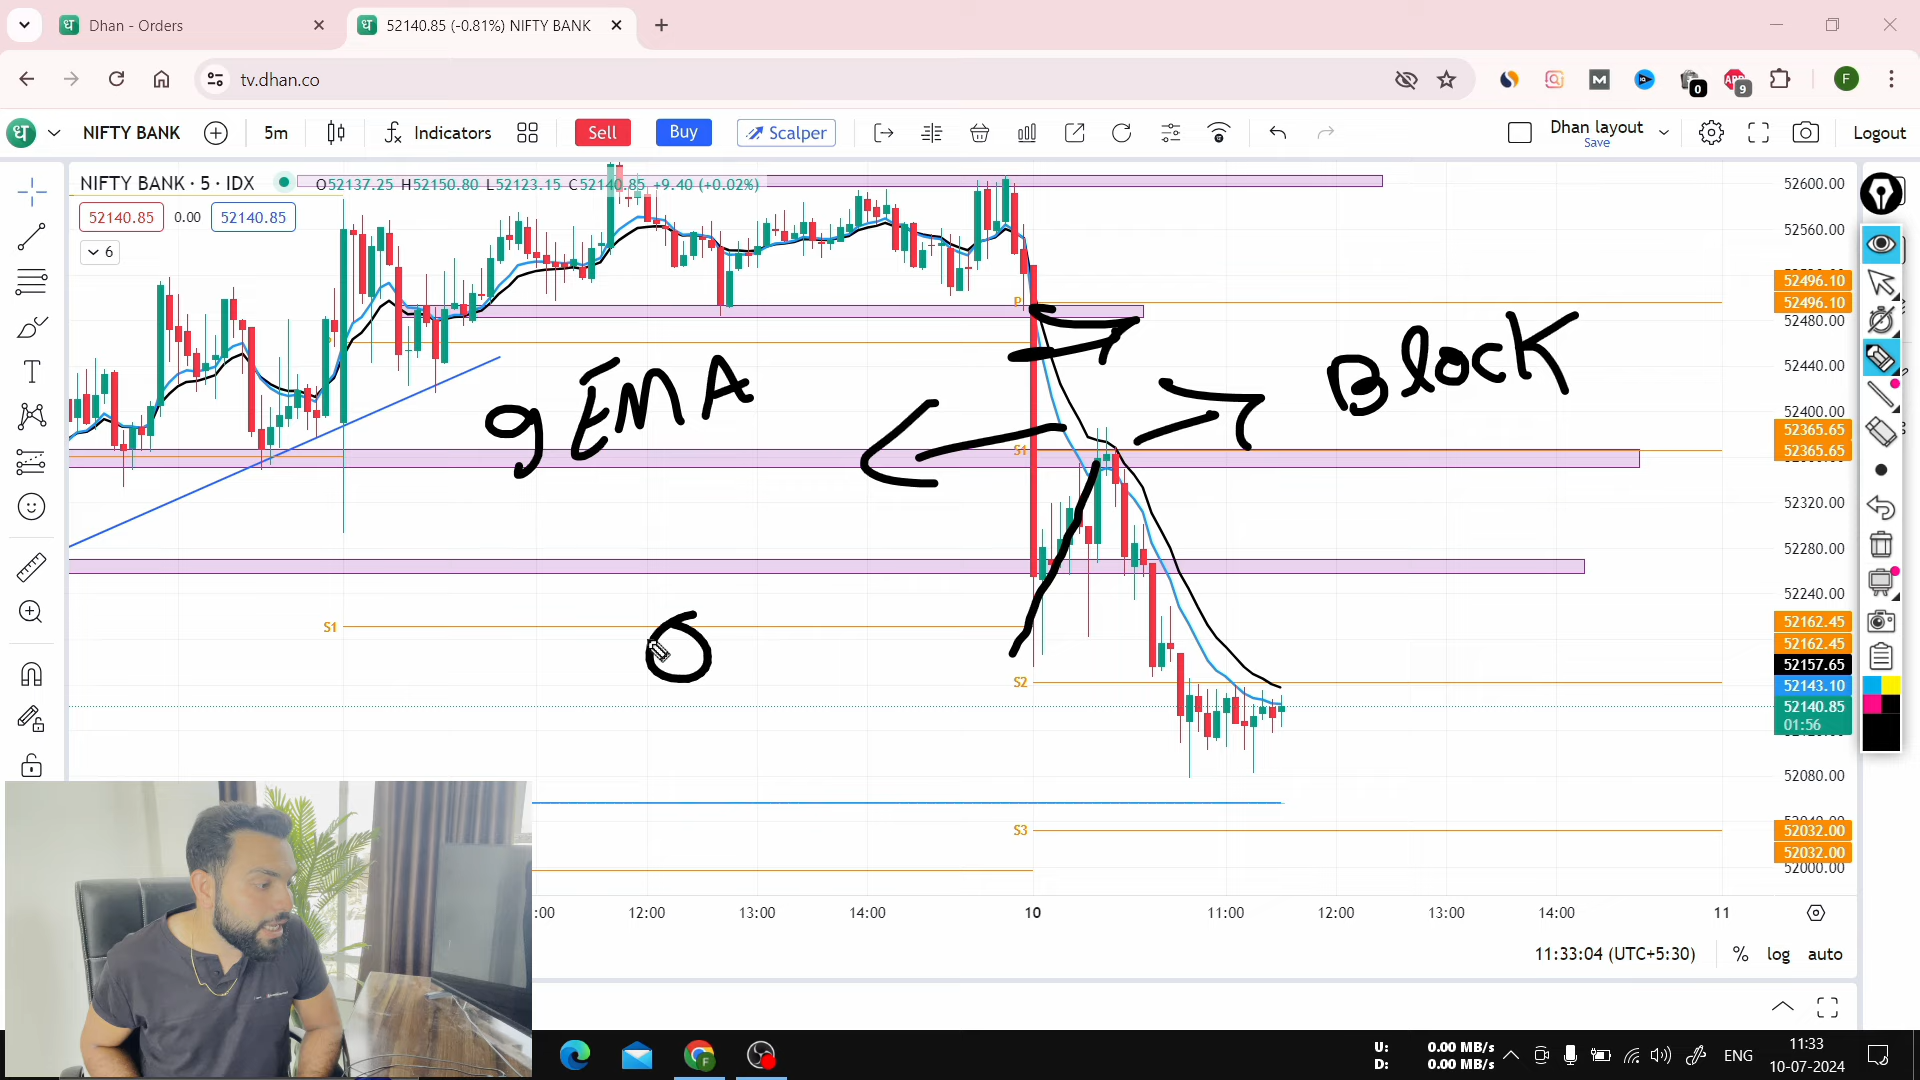 Dhan - Orders
52140.85 (-0.81%) NIFTY BANK
tv.dhan.co
M
0
9
F
NIFTY BANK
5m
Indicators
Sell
Buy
Scalper
Dhan layout
Save
Logout
NIFTY BANK · 5 · IDX
O52137.25 H52150.80 L52123.15 C52140.85 +9.40 (+0.02%)
52140.85
0.00
52140.85
6
9 EMA
BlocK
P
S1
S1
S2
S3
52600.00
52560.00
52496.10
52496.10
52480.00
52440.00
52400.00
52365.65
52365.65
52320.00
52280.00
52240.00
52162.45
52162.45
52157.65
52143.10
52140.85
01:56
52080.00
52032.00
52032.00
52000.00
:00
12:00
13:00
14:00
10
11:00
12:00
13:00
14:00
11
11:33:04 (UTC+5:30)
%
log
auto
U: 0.00 MB/s
D: 0.00 MB/s
ENG
11:33
10-07-2024